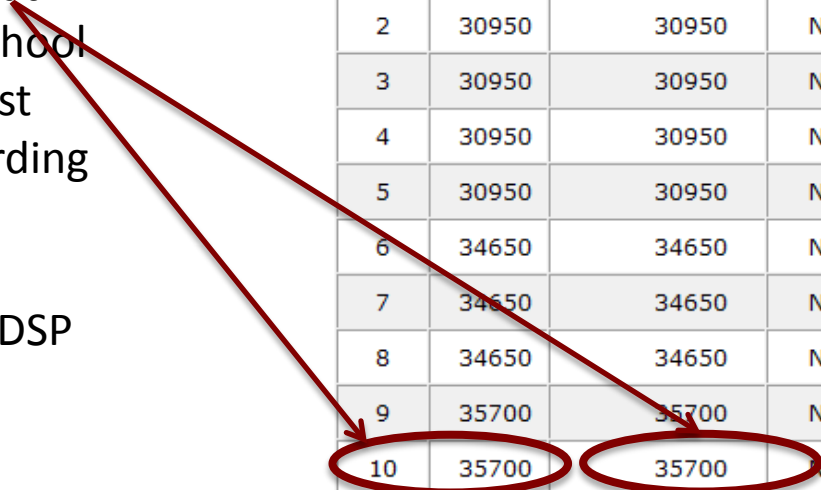 hool
st
rding
DSP
2 30950 30950 N
3 30950 30950 N
4 30950 30950 N
5 30950 30950 N
6 34650 34650 N
7 34650 34650 N
8 34650 34650 N
9 35700 35700 N
10 35700 35700 N